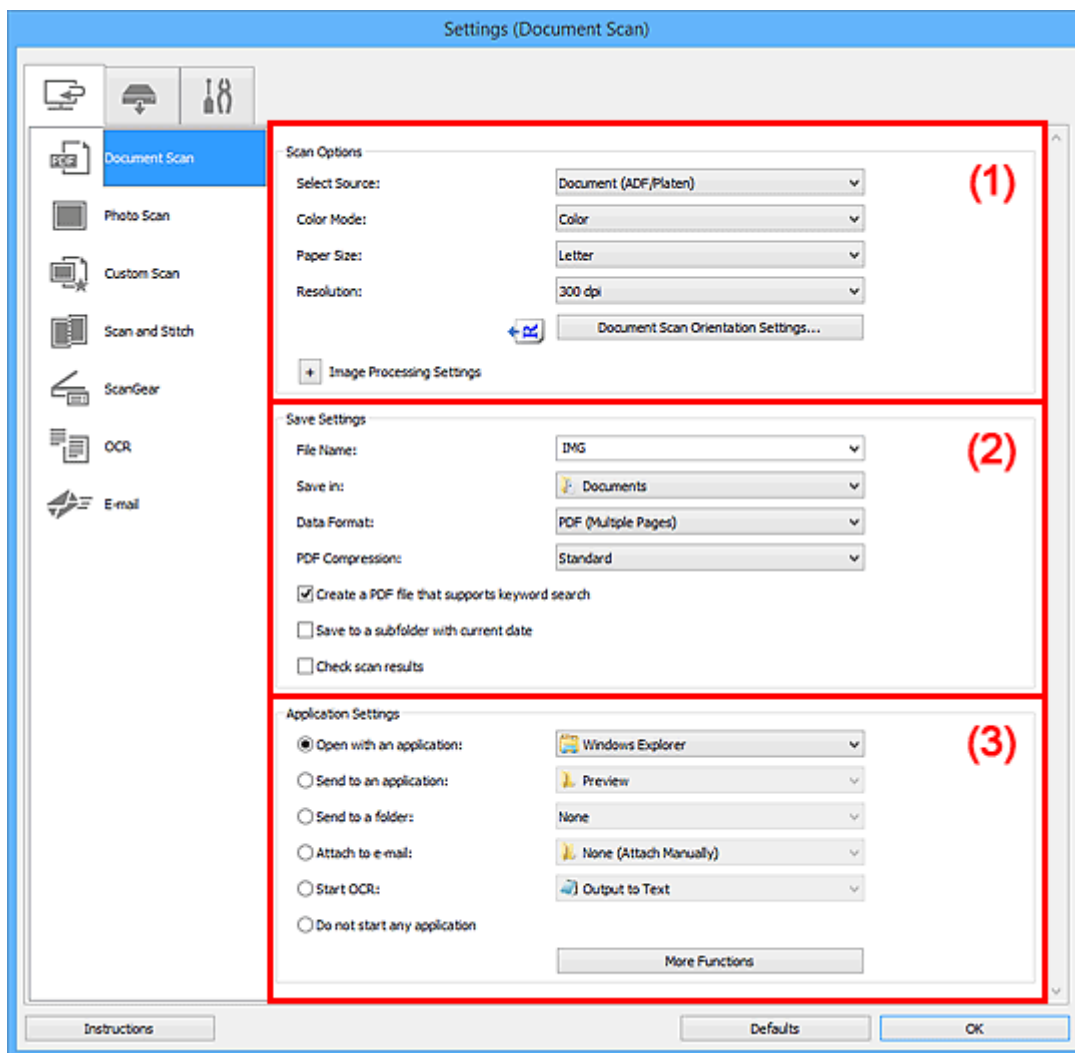 Settings (Document Scan)
Document Scan
Photo Scan
Custom Scan
Scan and Stitch
ScanGear
OCR
E-mail
PDF
Scan Options
(1)
Select Source: Document (ADF/Platen)
Color Mode: Color
Paper Size: Letter
Resolution: 300 dpi
R Document Scan Orientation Settings...
+ Image Processing Settings
Save Settings
(2)
File Name: IMG
Save in: Documents
Data Format: PDF (Multiple Pages)
PDF Compression: Standard
Create a PDF file that supports keyword search
Save to a subfolder with current date
Check scan results
Application Settings
(3)
Open with an application: Windows Explorer
Send to an application: Preview
Send to a folder: None
Attach to e-mail: None (Attach Manually)
Start OCR: Output to Text
Do not start any application
More Functions
Instructions Defaults OK